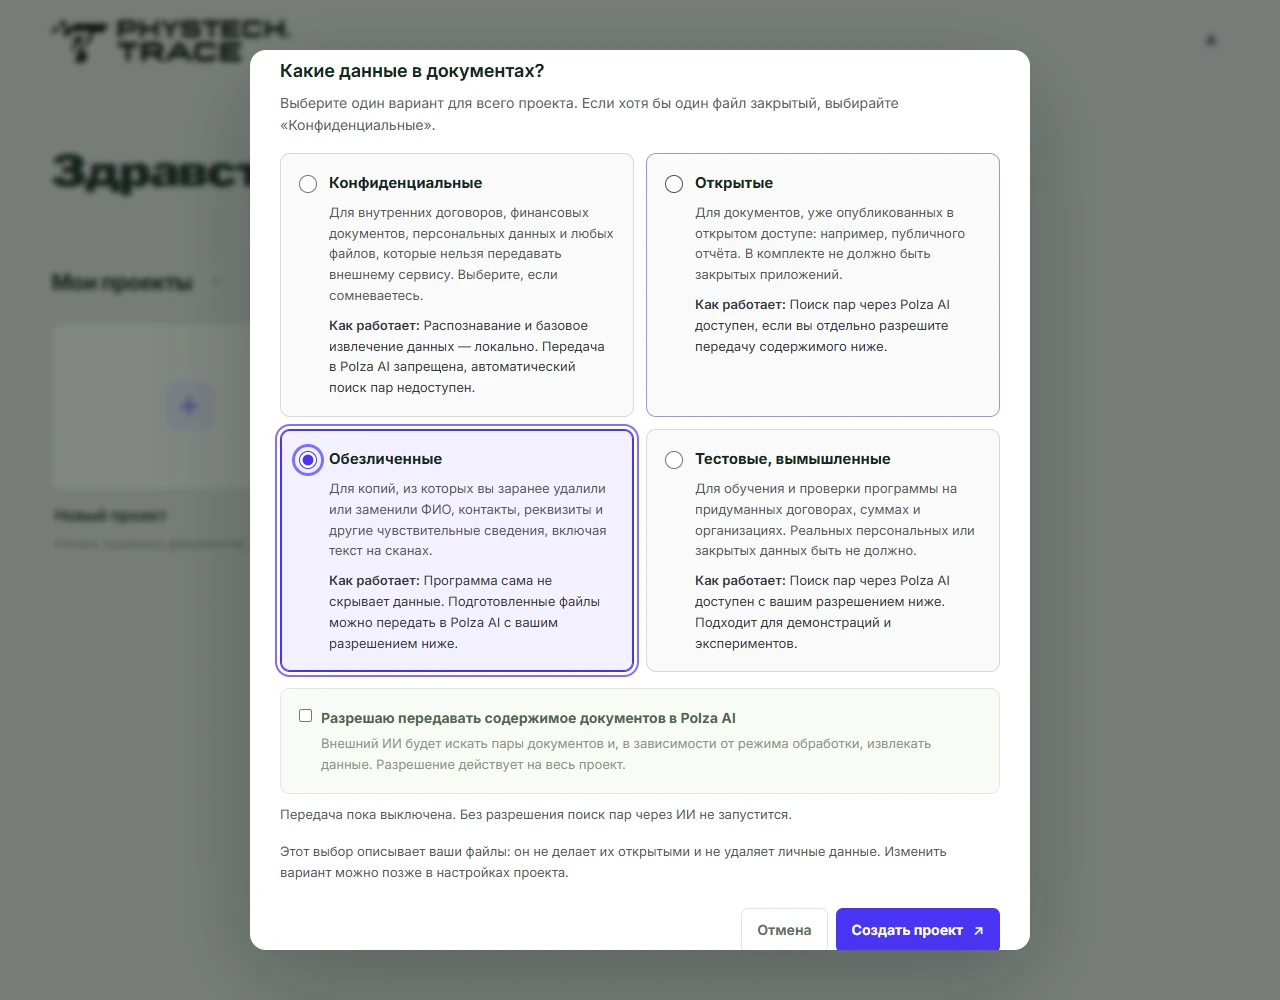 PHYSTECH.
TRACE
Здравст
Мои проекты
Новый проект
Какие данные в документах?
Выберите один вариант для всего проекта. Если хотя бы один файл закрытый, выбирайте
«Конфиденциальные».
Конфиденциальные
Для внутренних договоров, финансовых
документов, персональных данных и любых
файлов, которые нельзя передавать
внешнему сервису. Выберите, если
сомневаетесь.
Как работает: Распознавание и базовое
извлечение данных — локально. Передача
в Polza AI запрещена, автоматический
поиск пар недоступен.
Открытые
Для документов, уже опубликованных в
открытом доступе: например, публичного
отчёта. В комплекте не должно быть
закрытых приложений.
Как работает: Поиск пар через Polza AI
доступен, если вы отдельно разрешите
передачу содержимого ниже.
Обезличенные
Для копий, из которых вы заранее удалили
или заменили ФИО, контакты, реквизиты и
другие чувствительные сведения, включая
текст на сканах.
Как работает: Программа сама не
скрывает данные. Подготовленные файлы
можно передать в Polza AI с вашим
разрешением ниже.
Тестовые, вымышленные
Для обучения и проверки программы на
придуманных договорах, суммах и
организациях. Реальных персональных или
закрытых данных быть не должно.
Как работает: Поиск пар через Polza AI
доступен с вашим разрешением ниже.
Подходит для демонстраций и
экспериментов.
Разрешаю передавать содержимое документов в Polza AI
Внешний ИИ будет искать пары документов и, в зависимости от режима обработки, извлекать
данные. Разрешение действует на весь проект.
Передача пока выключена. Без разрешения поиск пар через ИИ не запустится.
Этот выбор описывает ваши файлы: он не делает их открытыми и не удаляет личные данные. Изменить
вариант можно позже в настройках проекта.
Отмена
Создать проект